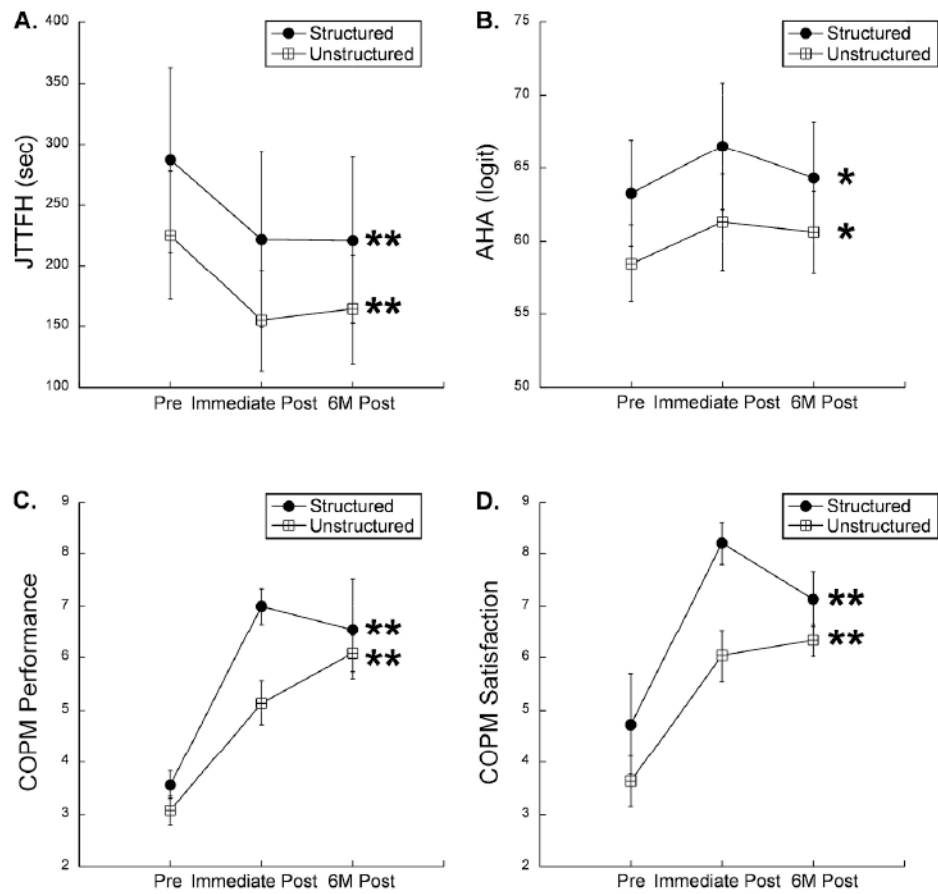 A.
JTTFH (sec)
400
350
300
250
200
150
100
Structured
Unstructured
**
**
Pre Immediate Post 6M Post
B.
AHA (logit)
75
70
65
60
55
50
Structured
Unstructured
*
*
Pre Immediate Post 6M Post
C.
COPM Performance
9
8
7
6
5
4
3
2
Structured
Unstructured
**
**
Pre Immediate Post 6M Post
D.
COPM Satisfaction
9
8
7
6
5
4
3
2
Structured
Unstructured
**
**
Pre Immediate Post 6M Post